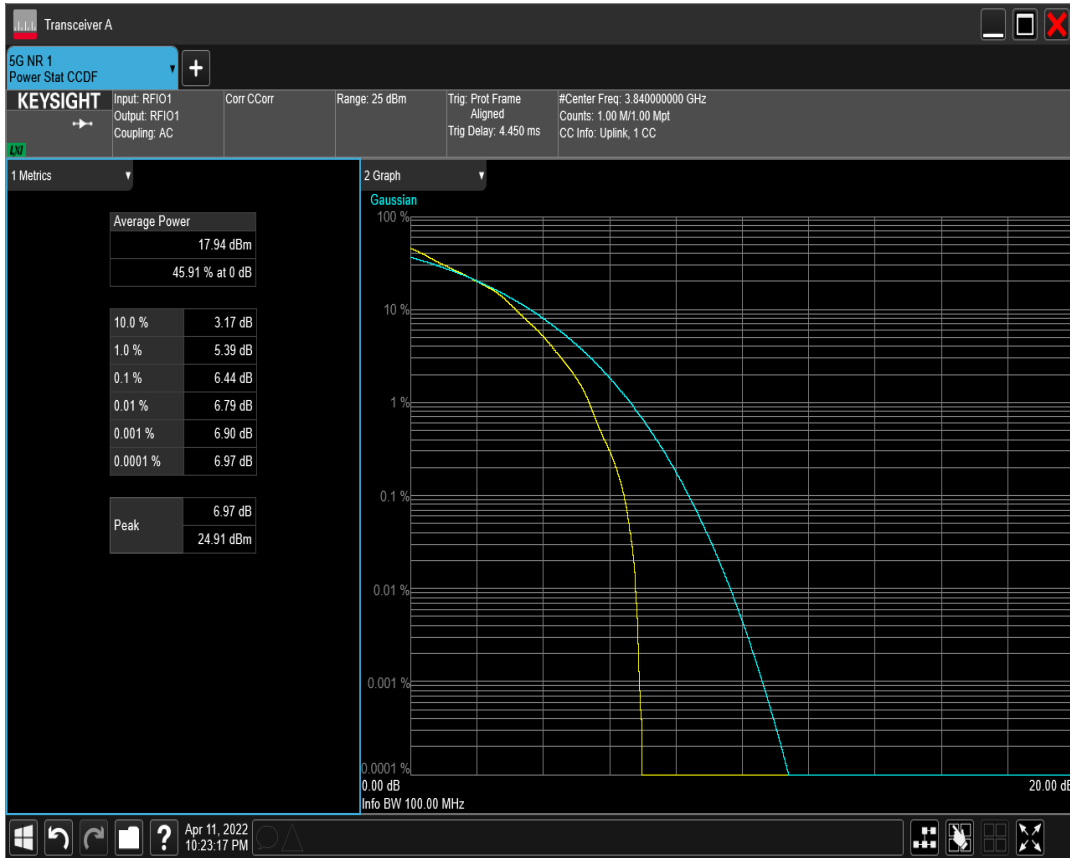 Transceiver A
5G NR 1
Power Stat CCDF
KEYSIGHT
LXI
Input: RFIO1
Output: RFIO1
Coupling: AC
Corr CCorr
Range: 25 dBm
Trig: Prot Frame
Aligned
Trig Delay: 4.450 ms
#Center Freq: 3.840000000 GHz
Counts: 1.00 M/1.00 Mpt
CC Info: Uplink, 1 CC
1 Metrics
Average Power
17.94 dBm
45.91 % at 0 dB
10.0 % 3.17 dB
1.0 % 5.39 dB
0.1 % 6.44 dB
0.01 % 6.79 dB
0.001 % 6.90 dB
0.0001 % 6.97 dB
Peak
6.97 dB
24.91 dBm
2 Graph
Gaussian
100 %
10 %
1 %
0.1 %
0.01 %
0.001 %
0.0001 %
0.00 dB
20.00 dB
Info BW 100.00 MHz
?
Apr 11, 2022
10:23:17 PM